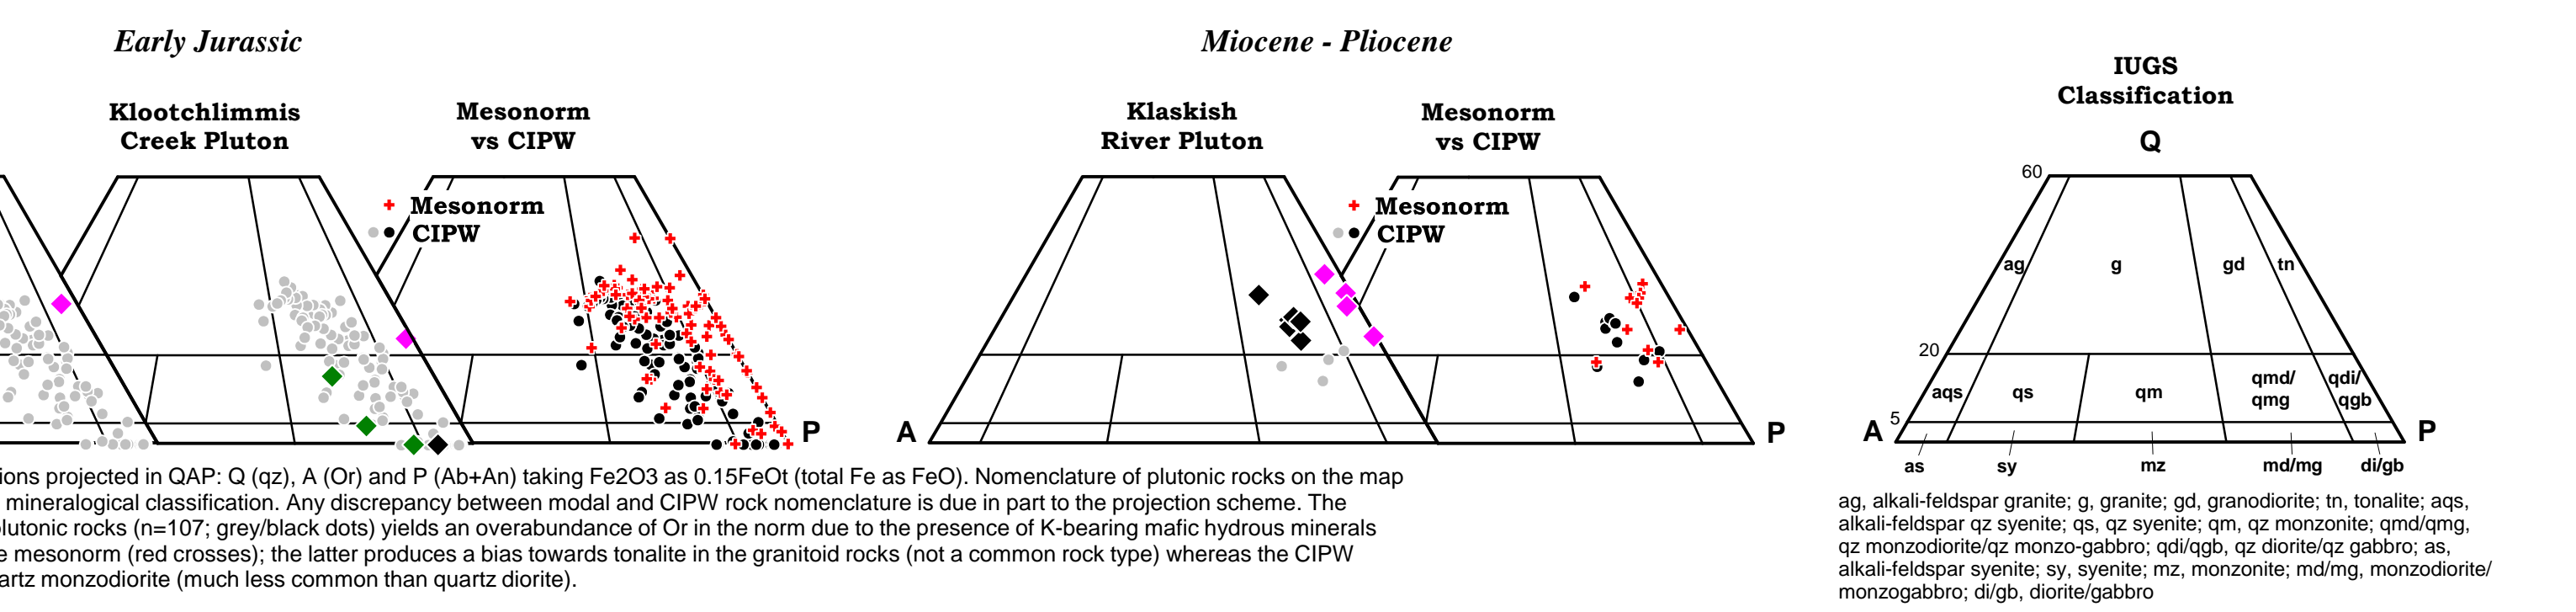 Early Jurassic
Miocene - Pliocene
Klootchlimmis
Creek Pluton
Mesonorm
vs CIPW
Klaskish
River Pluton
Mesonorm
vs CIPW
IUGS
Classification
Q
60
Mesonorm
CIPW
Mesonorm
CIPW
ag
g
gd
tn
20
aqs
qs
qm
qmd/
qmg
qdi/
qgb
5
P
A
P
A
P
as
sy
mz
md/mg
di/gb
ions projected in QAP: Q (qz), A (Or) and P (Ab+An) taking Fe2O3 as 0.15FeOt (total Fe as FeO). Nomenclature of plutonic rocks on the map
mineralogical classification. Any discrepancy between modal and CIPW rock nomenclature is due in part to the projection scheme. The
plutonic rocks (n=107; grey/black dots) yields an overabundance of Or in the norm due to the presence of K-bearing mafic hydrous minerals
e mesonorm (red crosses); the latter produces a bias towards tonalite in the granitoid rocks (not a common rock type) whereas the CIPW
artz monzodiorite (much less common than quartz diorite).
ag, alkali-feldspar granite; g, granite; gd, granodiorite; tn, tonalite; aqs,
alkali-feldspar qz syenite; qs, qz syenite; qm, qz monzonite; qmd/qmg,
qz monzodiorite/qz monzo-gabbro; qdi/qgb, qz diorite/qz gabbro; as,
alkali-feldspar syenite; sy, syenite; mz, monzonite; md/mg, monzodiorite/
monzogabbro; di/gb, diorite/gabbro